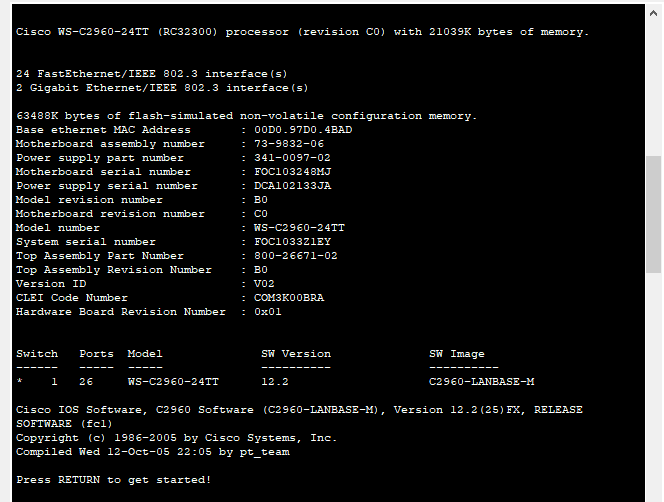 Cisco WS-C2960-24TT (RC32300) processor (revision C0) with 21039K bytes of memory.
24 FastEthernet/IEEE 802.3 interface(s)
2 Gigabit Ethernet/IEEE 802.3 interface(s)
63488K bytes of flash-simulated non-volatile configuration memory.
Base ethernet MAC Address : 00D0.97D0.4BAD
Motherboard assembly number : 73-9832-06
Power supply part number : 341-0097-02
Motherboard serial number : FOC103248MJ
Power supply serial number : DCA102133JA
Model revision number : B0
Motherboard revision number : C0
Model number : WS-C2960-24TT
System serial number : FOC1033Z1EY
Top Assembly Part Number : 800-26671-02
Top Assembly Revision Number : B0
Version ID : V02
CLEI Code Number : COM3K00BRA
Hardware Board Revision Number : 0x01
Switch Ports Model SW Version SW Image
------ ----- ----- ---------- ----------
* 1 26 WS-C2960-24TT 12.2 C2960-LANBASE-M
Cisco IOS Software, C2960 Software (C2960-LANBASE-M), Version 12.2(25)FX, RELEASE
SOFTWARE (fc1)
Copyright (c) 1986-2005 by Cisco Systems, Inc.
Compiled Wed 12-Oct-05 22:05 by pt_team
Press RETURN to get started!